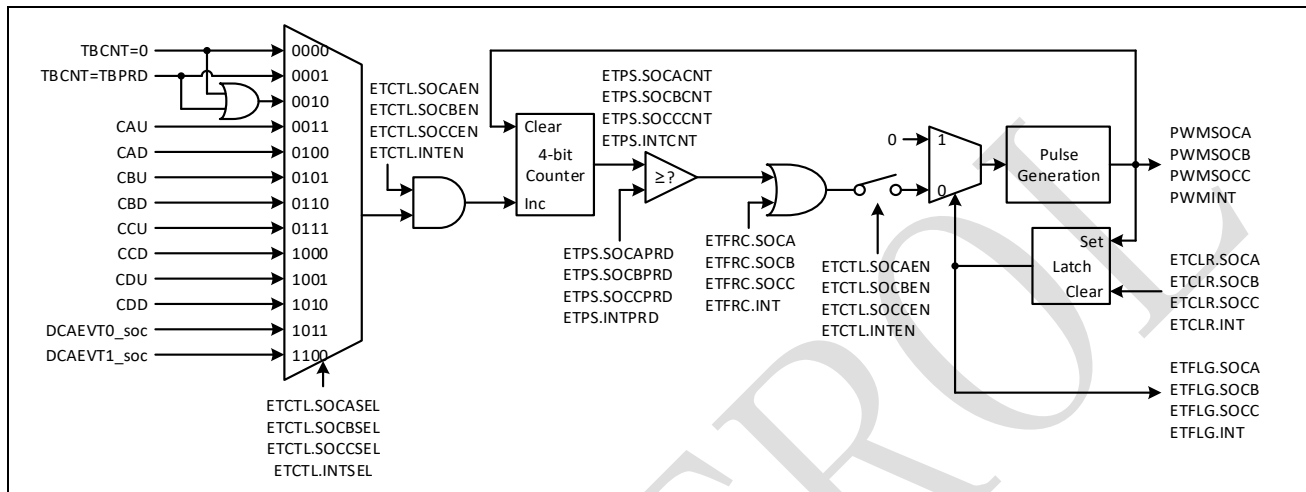 TBCNT=0
TBCNT=TBPRD
CAU
CAD
CBU
CBD
CCU
CCD
CDU
CDD
DCAEVT0_soc
DCAEVT1_soc
0000
0001
0010
0011
0100
0101
0110
0111
1000
1001
1010
1011
1100
ETCTL.SOCASEL
ETCTL.SOCBSEL
ETCTL.SOCCSEL
ETCTL.INTSEL
ETCTL.SOCAEN
ETCTL.SOCBEN
ETCTL.SOCCEN
ETCTL.INTEN
Clear
4-bit
Counter
Inc
ETPS.SOCACNT
ETPS.SOCBCNT
ETPS.SOCCCNT
ETPS.INTCNT
≥?
ETPS.SOCAPRD
ETPS.SOCBPRD
ETPS.SOCCPRD
ETPS.INTPRD
ETFRC.SOCA
ETFRC.SOCB
ETFRC.SOCC
ETFRC.INT
ETCTL.SOCAEN
ETCTL.SOCBEN
ETCTL.SOCCEN
ETCTL.INTEN
0
1
0
Pulse
Generation
Set
Latch
Clear
PWMSOCA
PWMSOCB
PWMSOCC
PWMINT
ETCLR.SOCA
ETCLR.SOCB
ETCLR.SOCC
ETCLR.INT
ETFLG.SOCA
ETFLG.SOCB
ETFLG.SOCC
ETFLG.INT